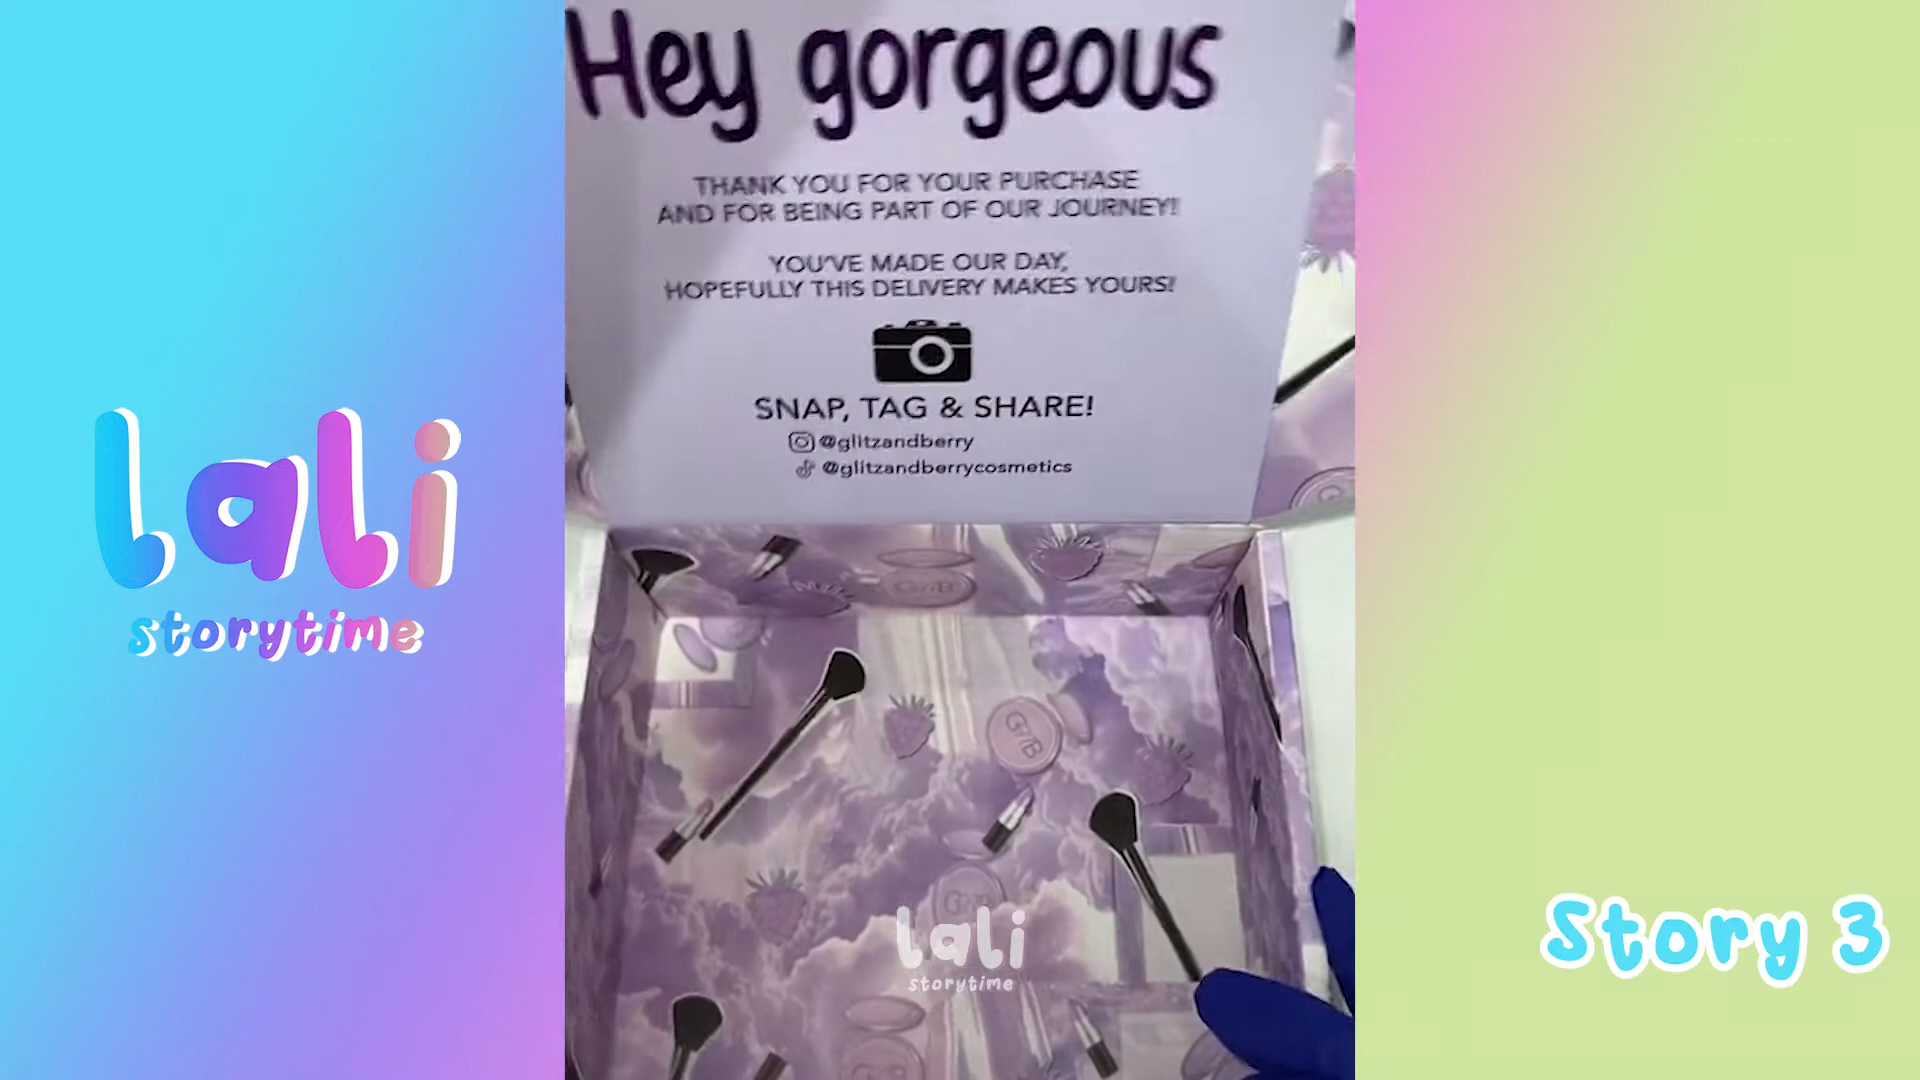 Hey gorgeous
THANK YOU FOR YOUR PURCHASE
AND FOR BEING PART OF OUR JOURNEY!
YOU'VE MADE OUR DAY,
HOPEFULLY THIS DELIVERY MAKES YOURS!
SNAP, TAG & SHARE!
@glitzandberry
@glitzandberrycosmetics
lali
storytime
G//B
lali
storytime
Story 3